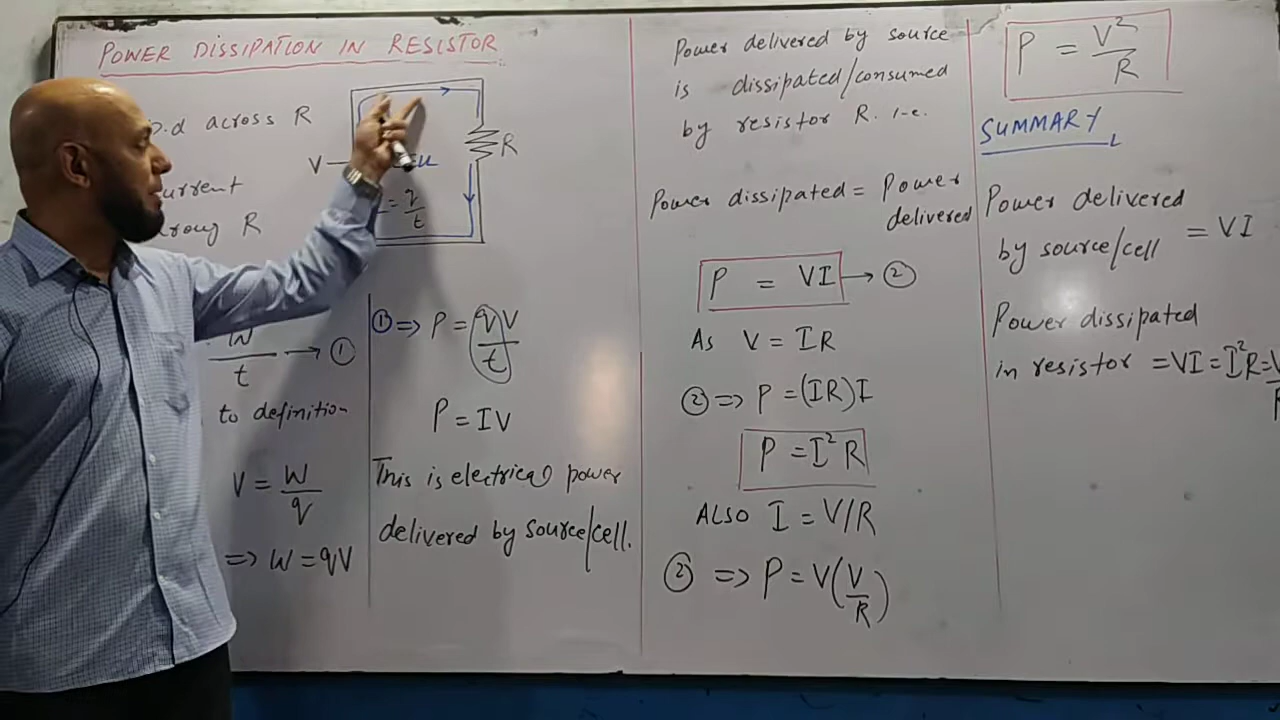 POWER DISSIPATION IN RESISTOR
p.d across R
R
V
I = q/t
current
R
W/t → ①
to definition
V = W/q
=> W = qV
① => P = qV/t
P = IV
This is electrical power
delivered by source/cell.
Power delivered by source
is dissipated/consumed
by resistor R. i-e.
Power dissipated = Power
delivered
P = VI → ②
As V = IR
② => P = (IR)I
P = I²R
ALSO I = V/R
② => P = V(V/R)
P = V²/R
SUMMARY
Power delivered
by source/cell = VI
Power dissipated
in resistor = VI = I²R = V/R